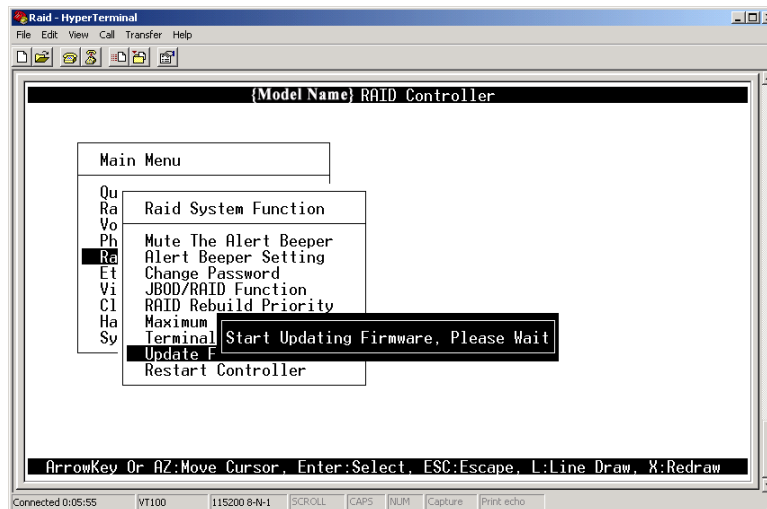 Raid - HyperTerminal
File Edit View Call Transfer Help
{Model Name} RAID Controller
Main Menu
Qu
Ra
Vo
Ph
Ra
Et
Vi
Cl
Ha
Sy
Raid System Function
Mute The Alert Beeper
Alert Beeper Setting
Change Password
JBOD/RAID Function
RAID Rebuild Priority
Maximum
Terminal
Update F
Restart Controller
Start Updating Firmware, Please Wait
ArrowKey Or AZ:Move Cursor, Enter:Select, ESC:Escape, L:Line Draw, X:Redraw
Connected 0:05:55 VT100 115200 8-N-1 SCROLL CAPS NUM Capture Print echo